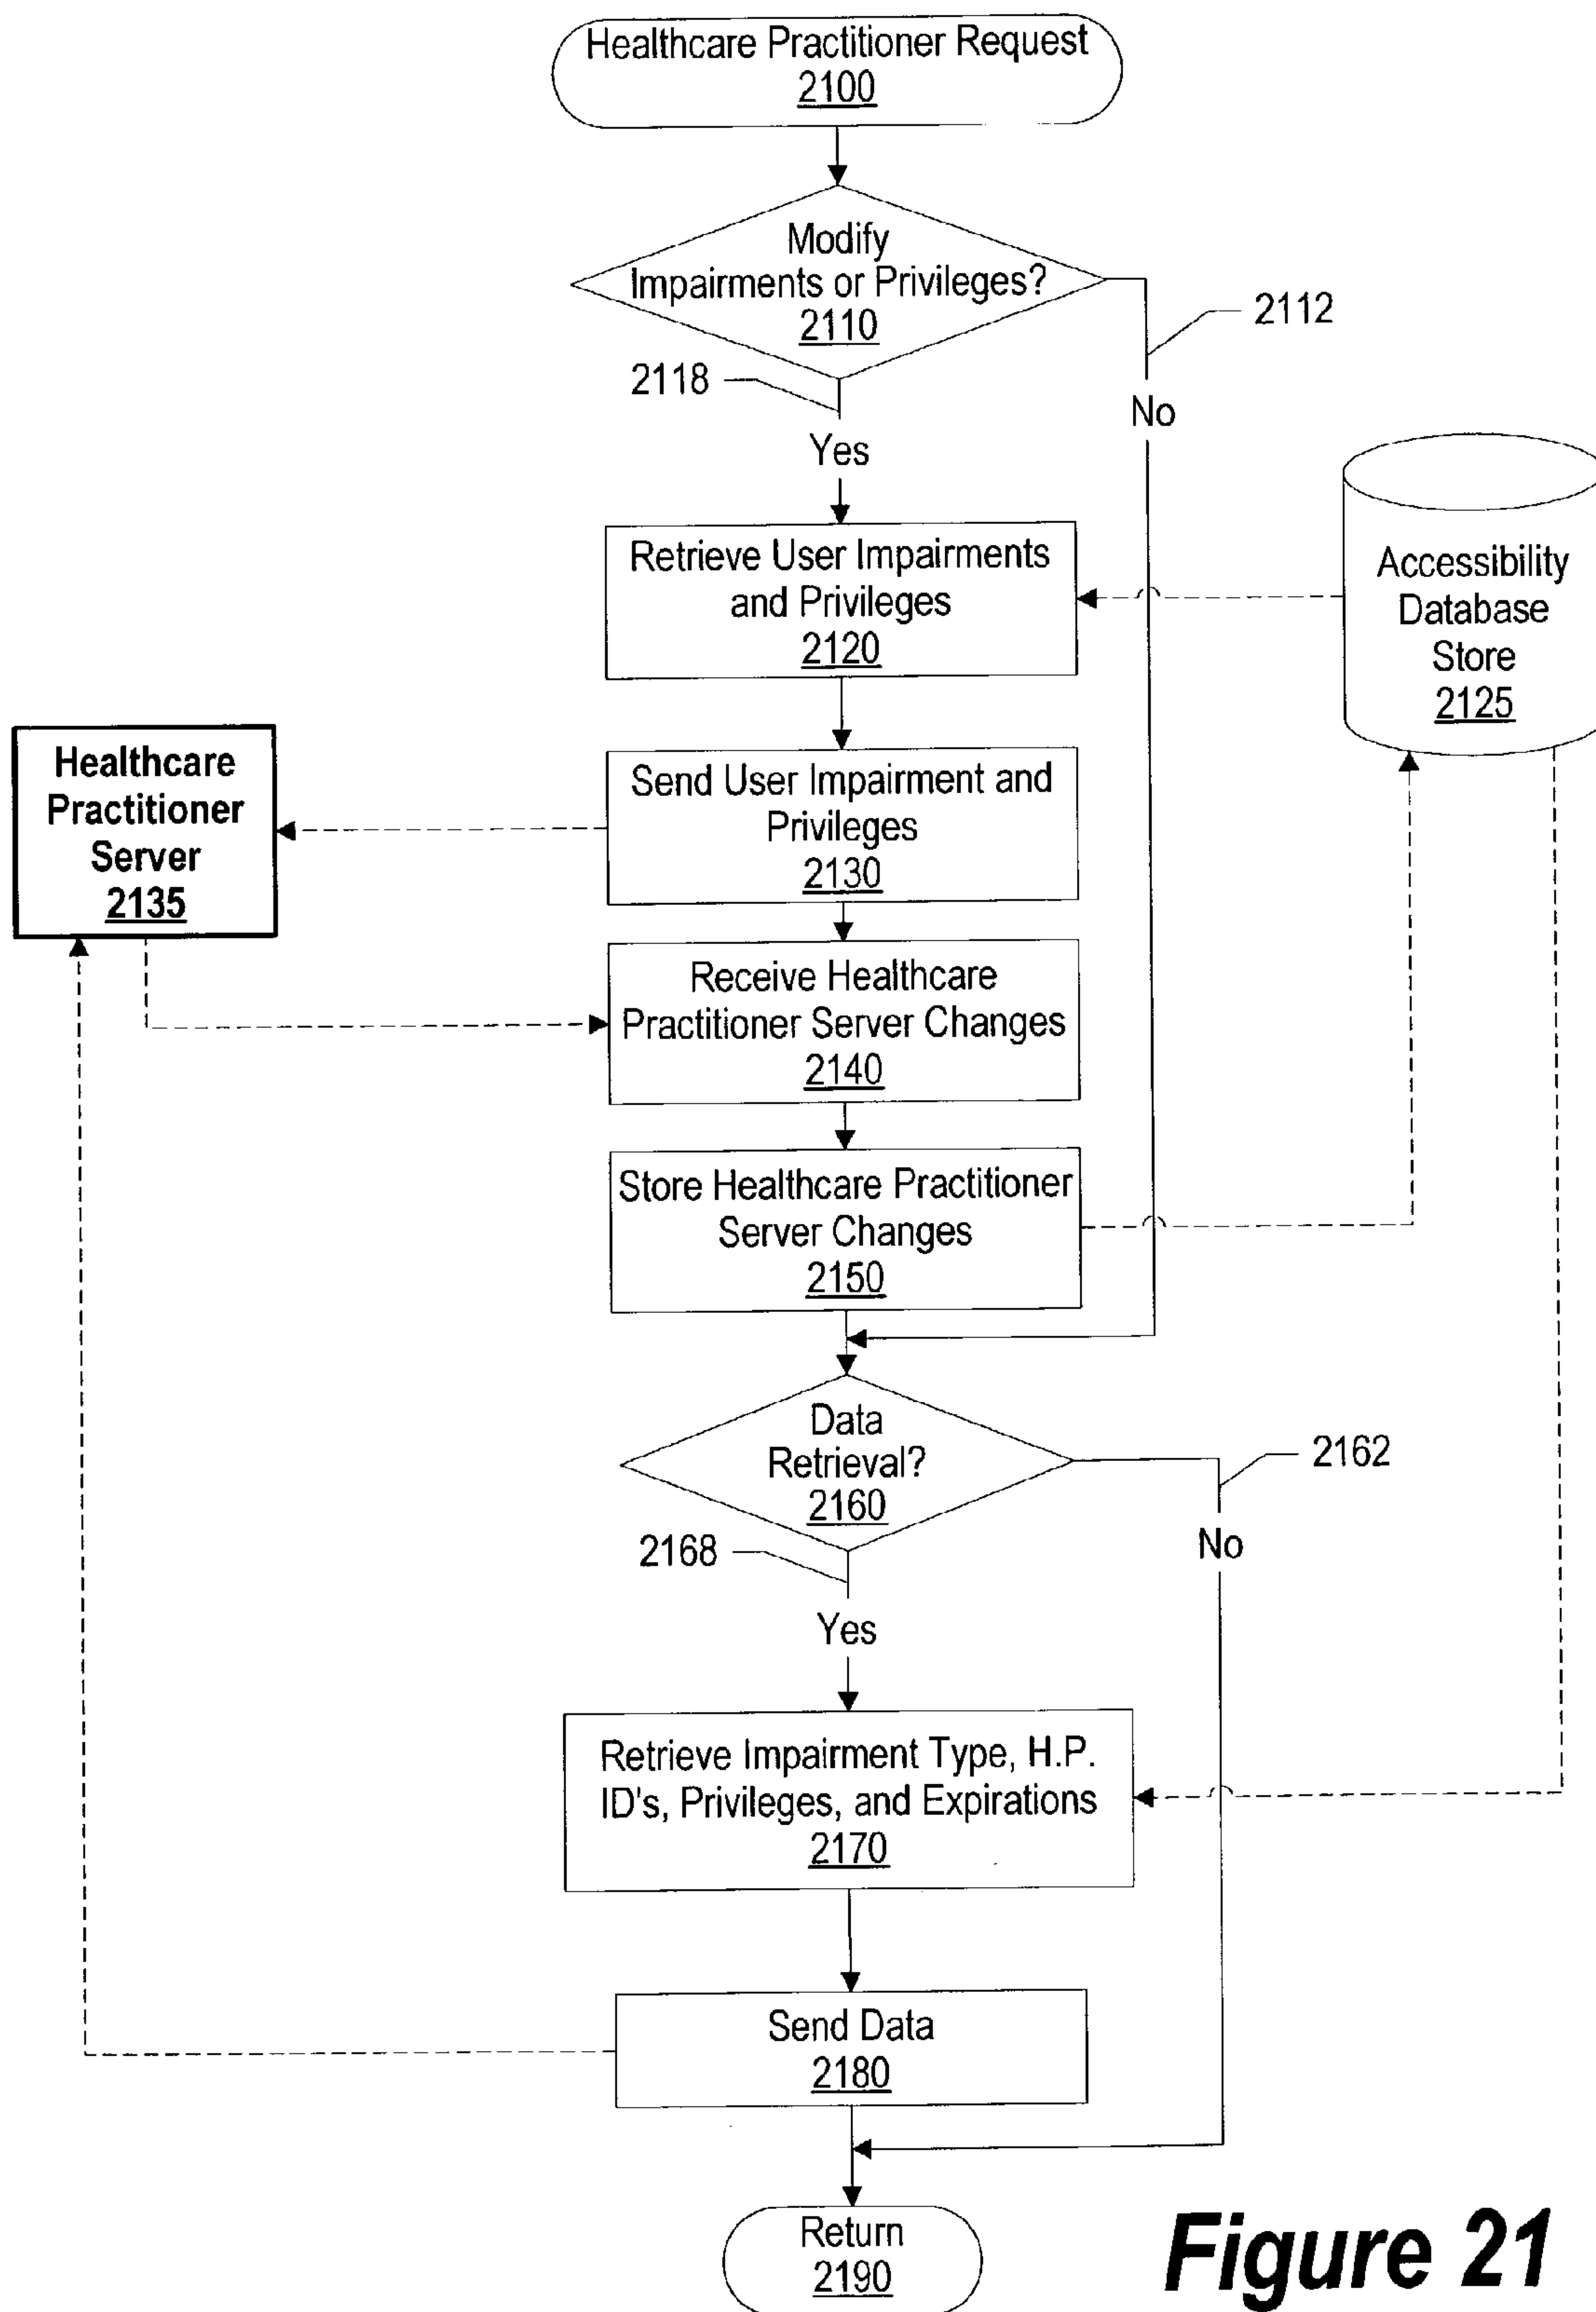 Healthcare Practitioner Request
2100
Modify
Impairments or Privileges?
2110
2112
2118
No
Yes
Retrieve User Impairments
and Privileges
2120
Accessibility
Database
Store
2125
Healthcare
Practitioner
Server
2135
Send User Impairment and
Privileges
2130
Receive Healthcare
Practitioner Server Changes
2140
Store Healthcare Practitioner
Server Changes
2150
Data
Retrieval?
2160
2162
2168
No
Yes
Retrieve Impairment Type, H.P.
ID's, Privileges, and Expirations
2170
Send Data
2180
Return
2190
Figure 21